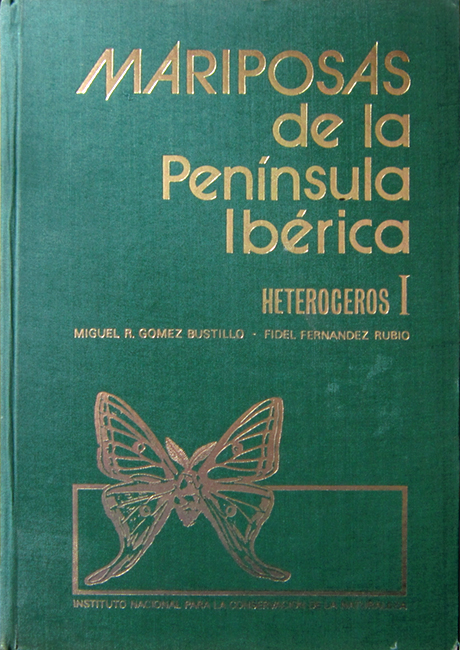 MARIPOSAS
de la
Península
Ibérica
HETEROCEROS I
MIGUEL R. GOMEZ BUSTILLO · FIDEL FERNANDEZ RUBIO
INSTITUTO NACIONAL PARA LA CONSERVACION DE LA NATURALEZA